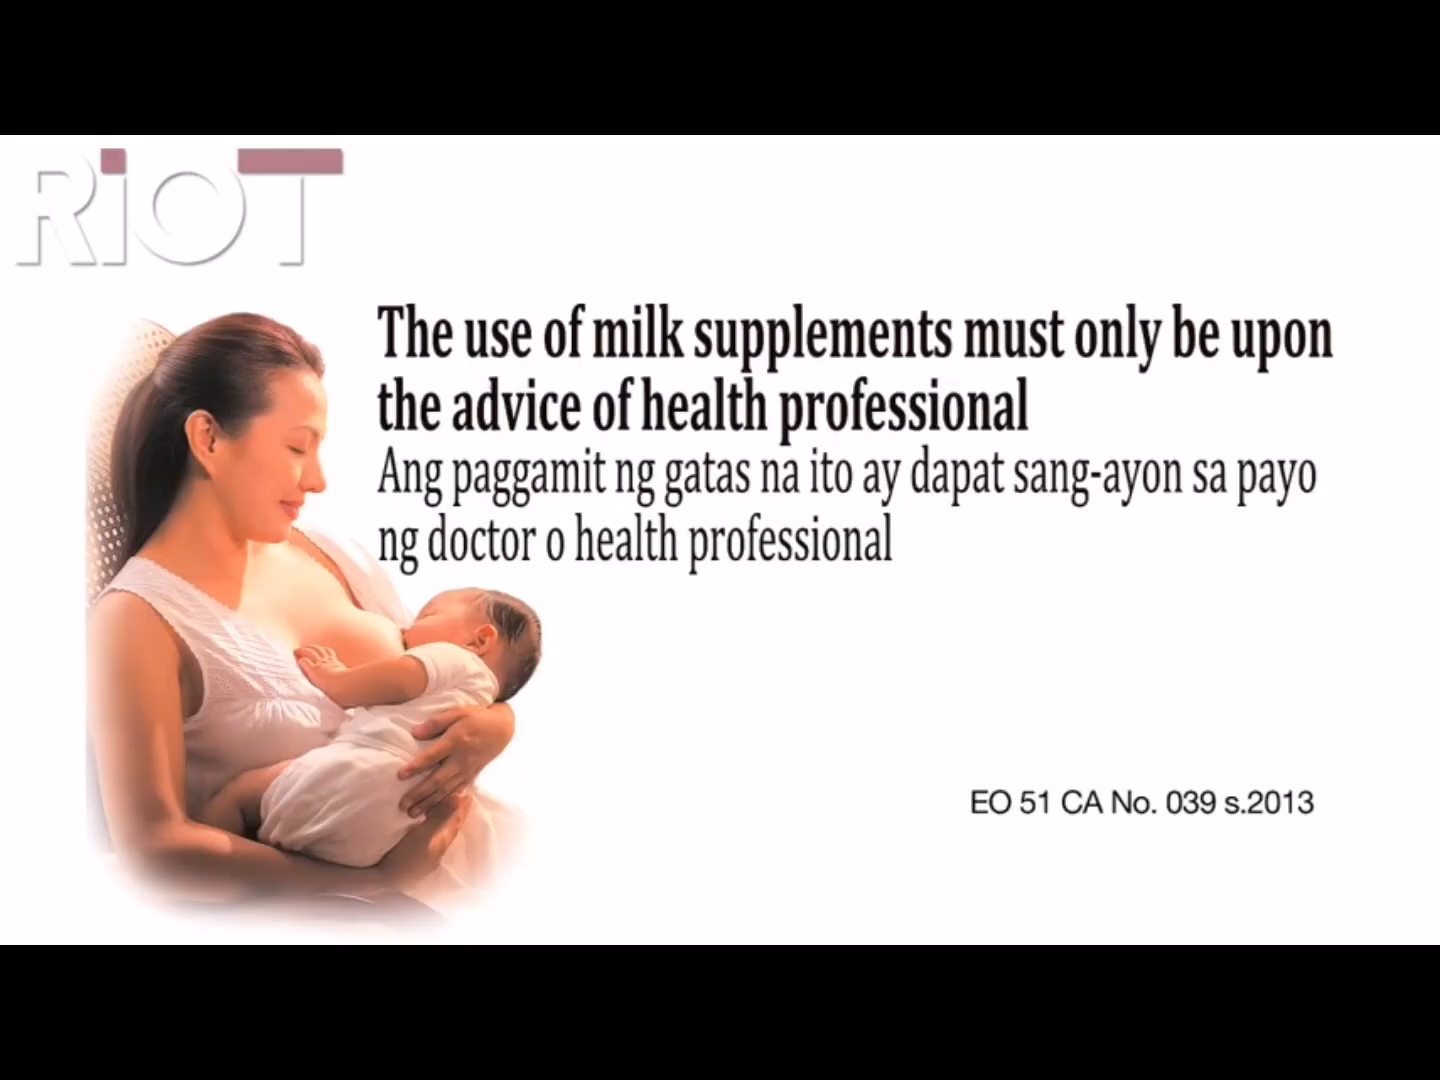 RiOT
The use of milk supplements must only be upon
the advice of health professional
Ang paggamit ng gatas na ito ay dapat sang-ayon sa payo
ng doctor o health professional
EO 51 CA No. 039 s.2013